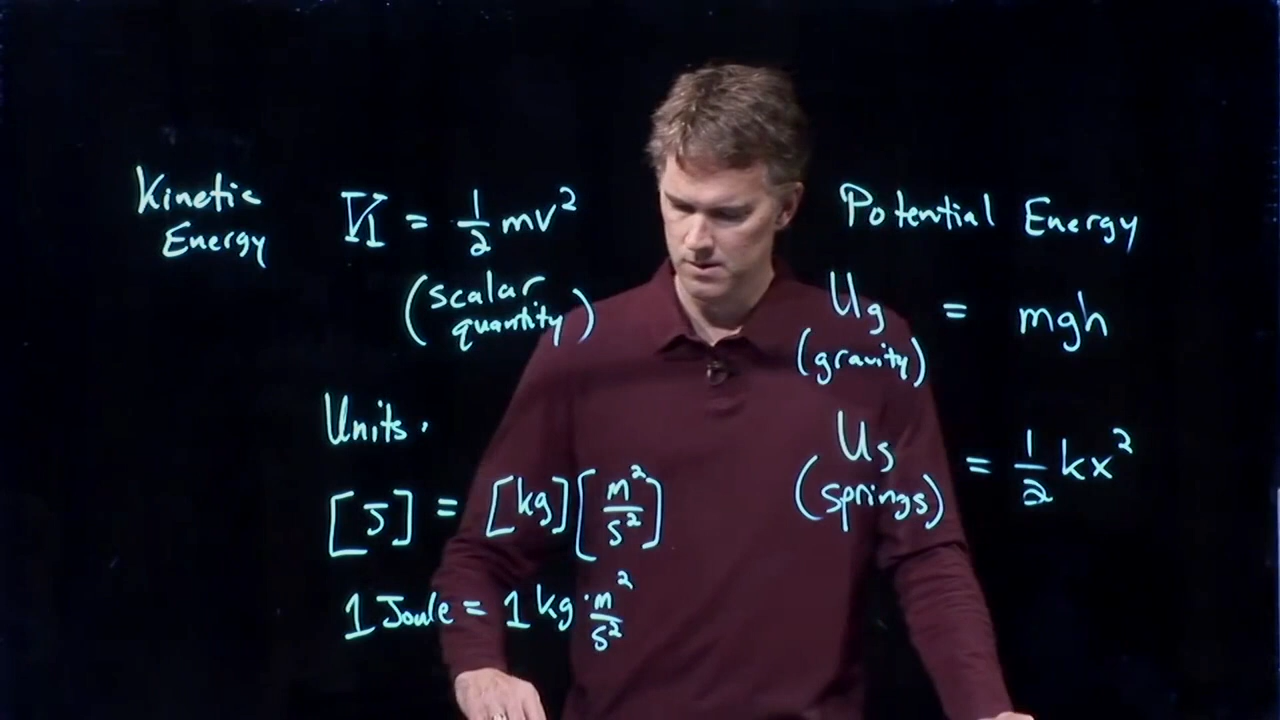 Kinetic Energy
K = 1/2 mv²
(scalar quantity)
Units.
[J] = [kg][m²/s²]
1 Joule = 1 kg · m²/s²
Potential Energy
Ug = mgh
(gravity)
Us = 1/2 kx²
(springs)